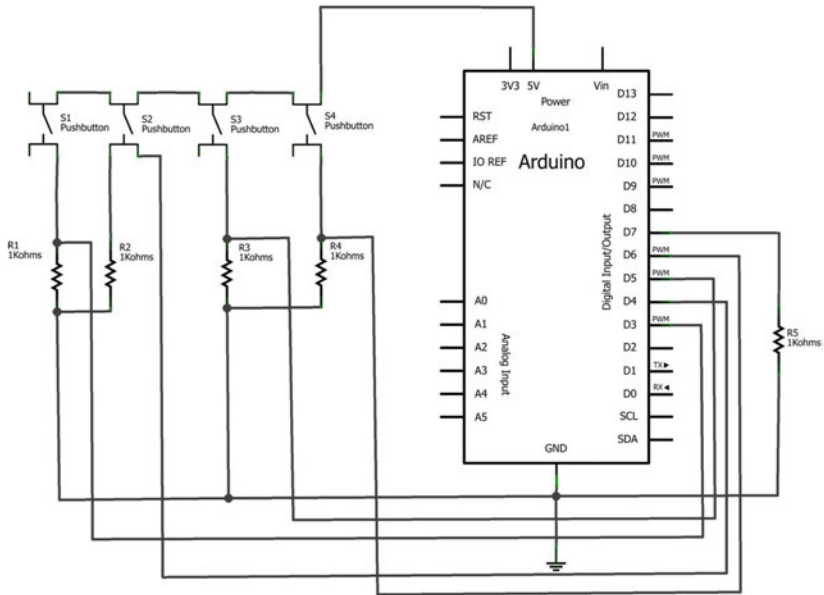 S1
Pushbutton
S2
Pushbutton
S3
Pushbutton
S4
Pushbutton
R1
1Kohms
R2
1Kohms
R3
1Kohms
R4
1Kohms
3V3 5V Vin
Power
Arduino1
Arduino
RST
AREF
IO REF
N/C
A0
A1
A2
A3
A4
A5
Analog Input
Digital Input/Output
D13
D12
D11 PWM
D10 PWM
D9 PWM
D8
D7
D6 PWM
D5 PWM
D4
D3 PWM
D2
D1 TX▶
D0 RX◀
SCL
SDA
GND
R5
1Kohms